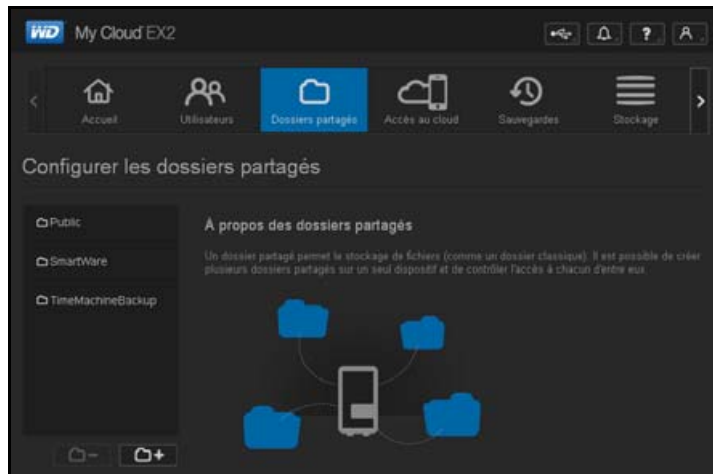 WD My Cloud EX2
?
Accueil
Utilisateurs
Dossiers partagés
Accès au cloud
Sauvegardes
Stockage
Configurer les dossiers partagés
Public
SmartWare
TimeMachineBackup
À propos des dossiers partagés
Un dossier partagé permet le stockage de fichiers (comme un dossier classique). Il est possible de créer
plusieurs dossiers partagés sur un seul dispositif et de contrôler l'accès à chacun d'entre eux.